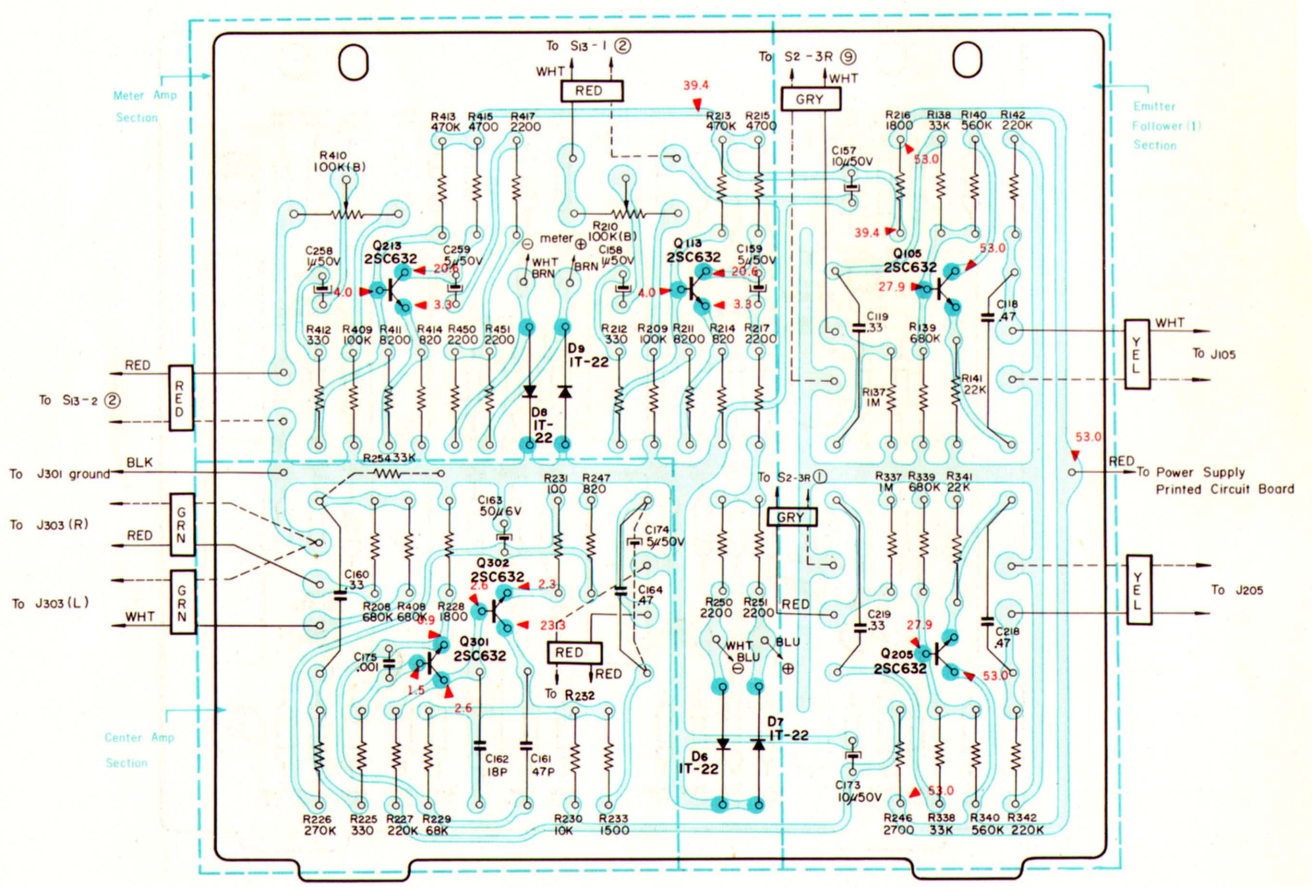 To S13-1 ②
To S2-3R ⑨
WHT
RED
WHT
GRY
39.4
Meter Amp
Section
Emitter
Follower (1)
Section
R413
470K
R415
4700
R417
2200
R213
470K
R215
4700
R216
1800
R138
33K
R140
560K
R142
220K
C157
10µ50V
53.0
R410
100K(B)
R210
100K(B)
39.4
Q213
2SC632
C258
1µ50V
C259
5µ50V
⊖ meter ⊕
WHT
BRN
BRN
C158
1µ50V
Q113
2SC632
C159
5µ50V
Q105
2SC632
53.0
20.6
4.0
3.3
20.6
4.0
3.3
27.9
C119
.33
C118
.47
R412
330
R409
100K
R411
8200
R414
820
R450
2200
R451
2200
D9
IT-22
R212
330
R209
100K
R211
8200
R214
820
R217
2200
R139
680K
YEL
WHT
To J105
RED
RED
To S13-2 ②
D8
IT-
22
R137
1M
R141
22K
53.0
BLK
To J301 ground
R254 33K
RED
To Power Supply
Printed Circuit Board
R231
100
R247
820
To S2-3R ①
GRY
R337
1M
R339
680K
R341
22K
C163
50µ6V
C174
5µ50V
GRN
To J303 (R)
RED
Q302
2SC632
C160
.33
2.6
2.3
C164
.47
YEL
To J205
GRN
To J303 (L)
WHT
R208
680K
R408
680K
R228
1800
R250
2200
R251
2200
RED
C219
.33
C218
.47
0.9
23.3
27.9
Q301
2SC632
C175
.001
RED
RED
To R232
WHT
BLU
⊖
BLU
⊕
Q205
2SC632
53.0
1.5
2.6
Center Amp
Section
D7
IT-22
D6
IT-22
C162
18P
C161
47P
C173
10µ50V
53.0
R226
270K
R225
330
R227
220K
R229
68K
R230
10K
R233
1500
R246
2700
R338
33K
R340
560K
R342
220K